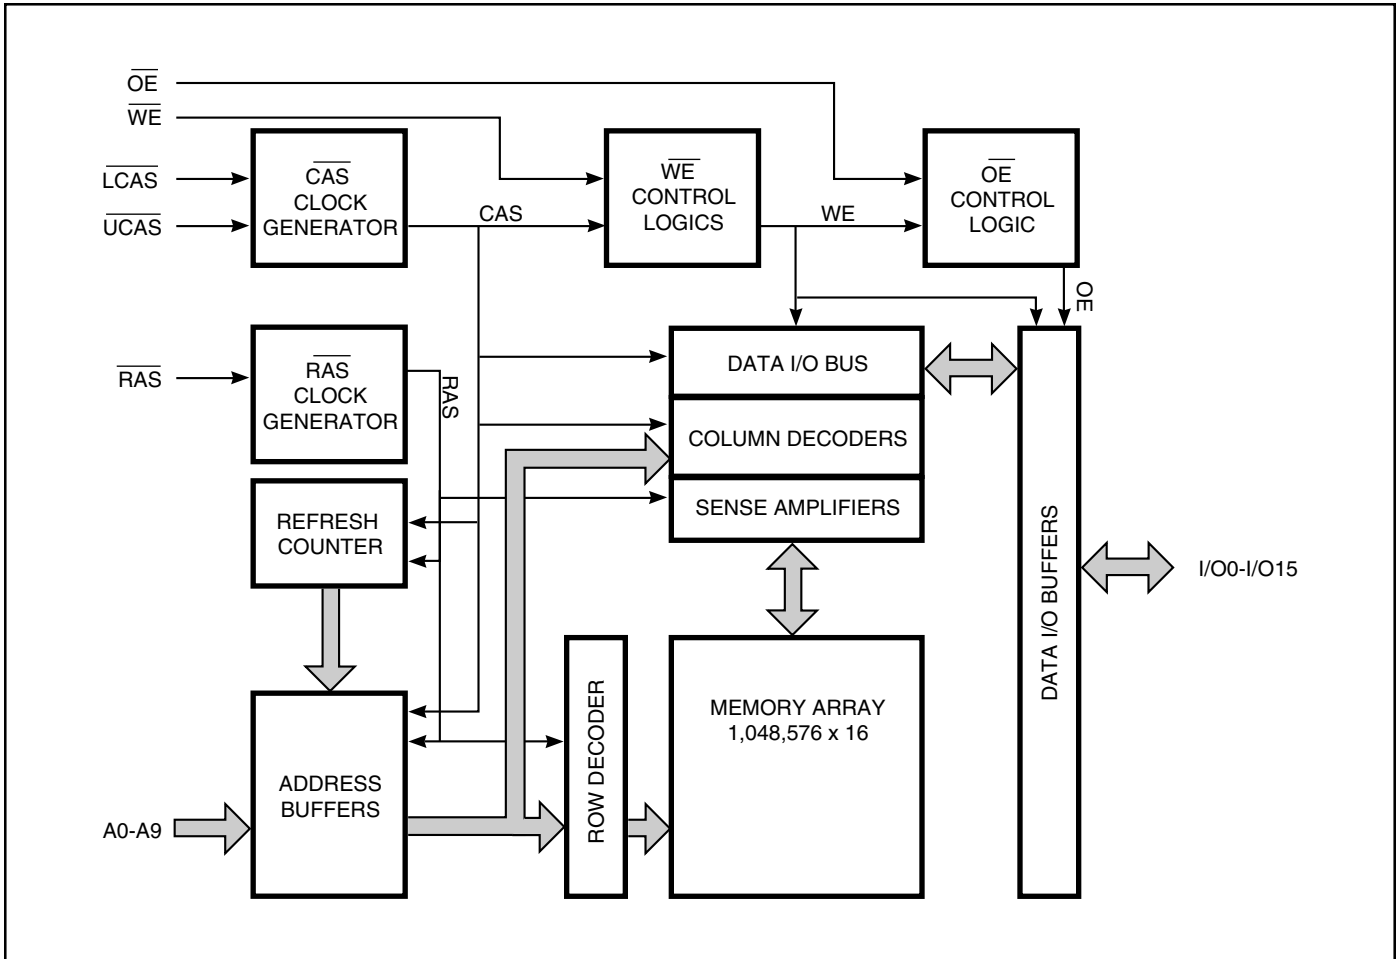 OE
WE
LCAS
UCAS
CAS
CLOCK
GENERATOR
CAS
WE
CONTROL
LOGICS
WE
OE
CONTROL
LOGIC
OE
RAS
RAS
CLOCK
GENERATOR
RAS
DATA I/O BUS
COLUMN DECODERS
SENSE AMPLIFIERS
REFRESH
COUNTER
DATA I/O BUFFERS
I/O0-I/O15
MEMORY ARRAY
1,048,576 x 16
ROW DECODER
ADDRESS
BUFFERS
A0-A9